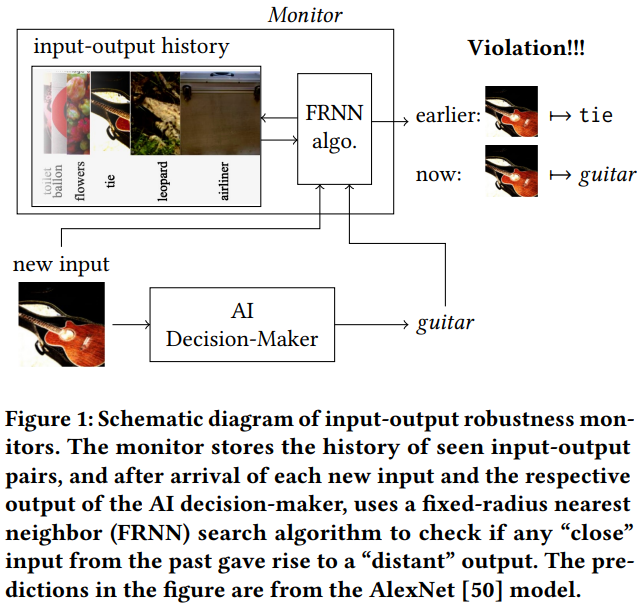 Monitor
input-output history
Violation!!!
toilet
ballon
flowers
tie
leopard
airliner
FRNN
algo.
earlier: ↦ tie
now: ↦ guitar
new input
AI
Decision-Maker
guitar
Figure 1: Schematic diagram of input-output robustness mon-
itors. The monitor stores the history of seen input-output
pairs, and after arrival of each new input and the respective
output of the AI decision-maker, uses a fixed-radius nearest
neighbor (FRNN) search algorithm to check if any “close”
input from the past gave rise to a “distant” output. The pre-
dictions in the figure are from the AlexNet [50] model.